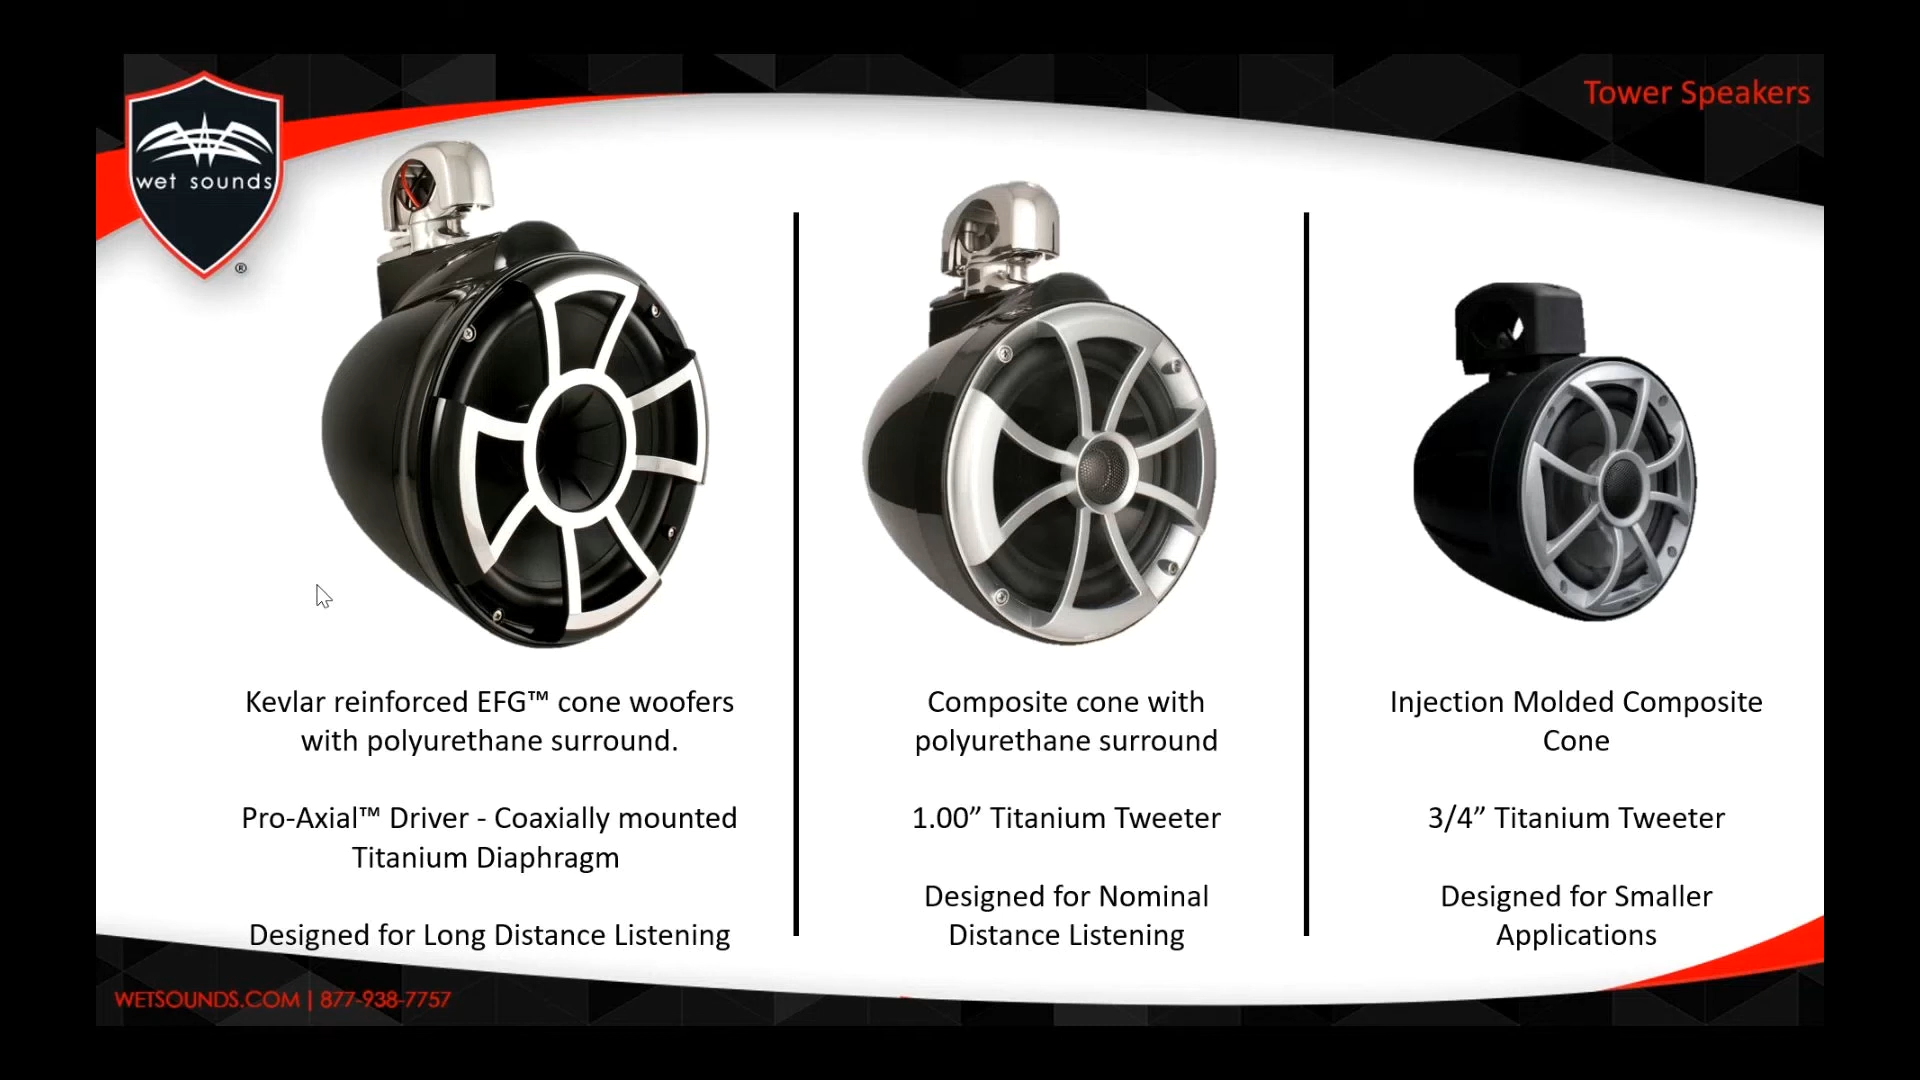 Tower Speakers
wet sounds
®
Kevlar reinforced EFG™ cone woofers
with polyurethane surround.
Pro-Axial™ Driver - Coaxially mounted
Titanium Diaphragm
Designed for Long Distance Listening
Composite cone with
polyurethane surround
1.00” Titanium Tweeter
Designed for Nominal
Distance Listening
Injection Molded Composite
Cone
3/4” Titanium Tweeter
Designed for Smaller
Applications
WETSOUNDS.COM | 877-938-7757